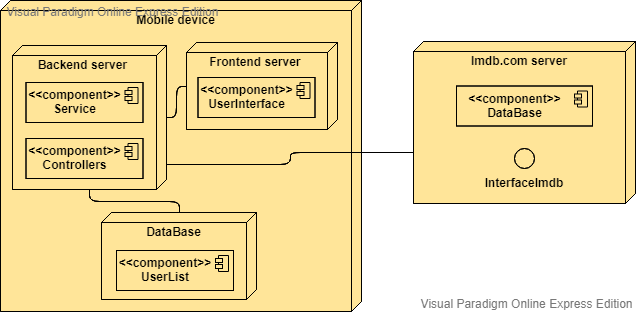 Visual Paradigm Online Express Edition
Mobile device
Backend server
<<component>>
Service
<<component>>
Controllers
Frontend server
<<component>>
UserInterface
DataBase
<<component>>
UserList
Imdb.com server
<<component>>
DataBase
InterfaceImdb
Visual Paradigm Online Express Edition